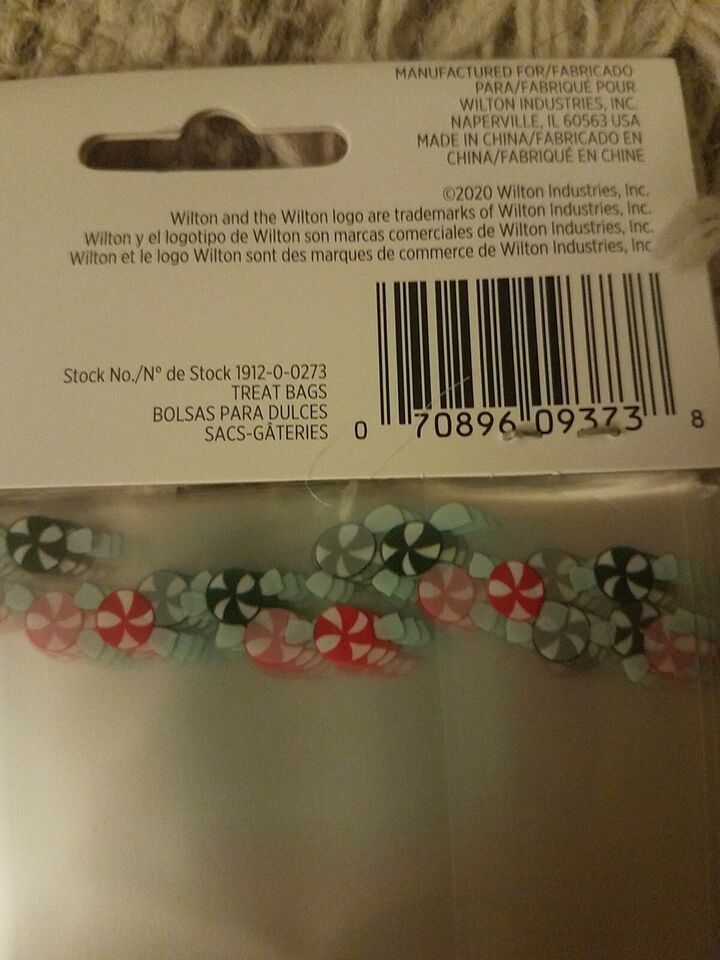 MANUFACTURED FOR/FABRICADO
PARA/FABRIQUÉ POUR
WILTON INDUSTRIES, INC.
NAPERVILLE, IL 60563 USA
MADE IN CHINA/FABRICADO EN
CHINA/FABRIQUÉ EN CHINE
©2020 Wilton Industries, Inc.
Wilton and the Wilton logo are trademarks of Wilton Industries, Inc.
Wilton y el logotipo de Wilton son marcas comerciales de Wilton Industries, Inc.
Wilton et le logo Wilton sont des marques de commerce de Wilton Industries, Inc
Stock No./N° de Stock 1912-0-0273
TREAT BAGS
BOLSAS PARA DULCES
SACS-GÂTERIES
0 70896 09373 8